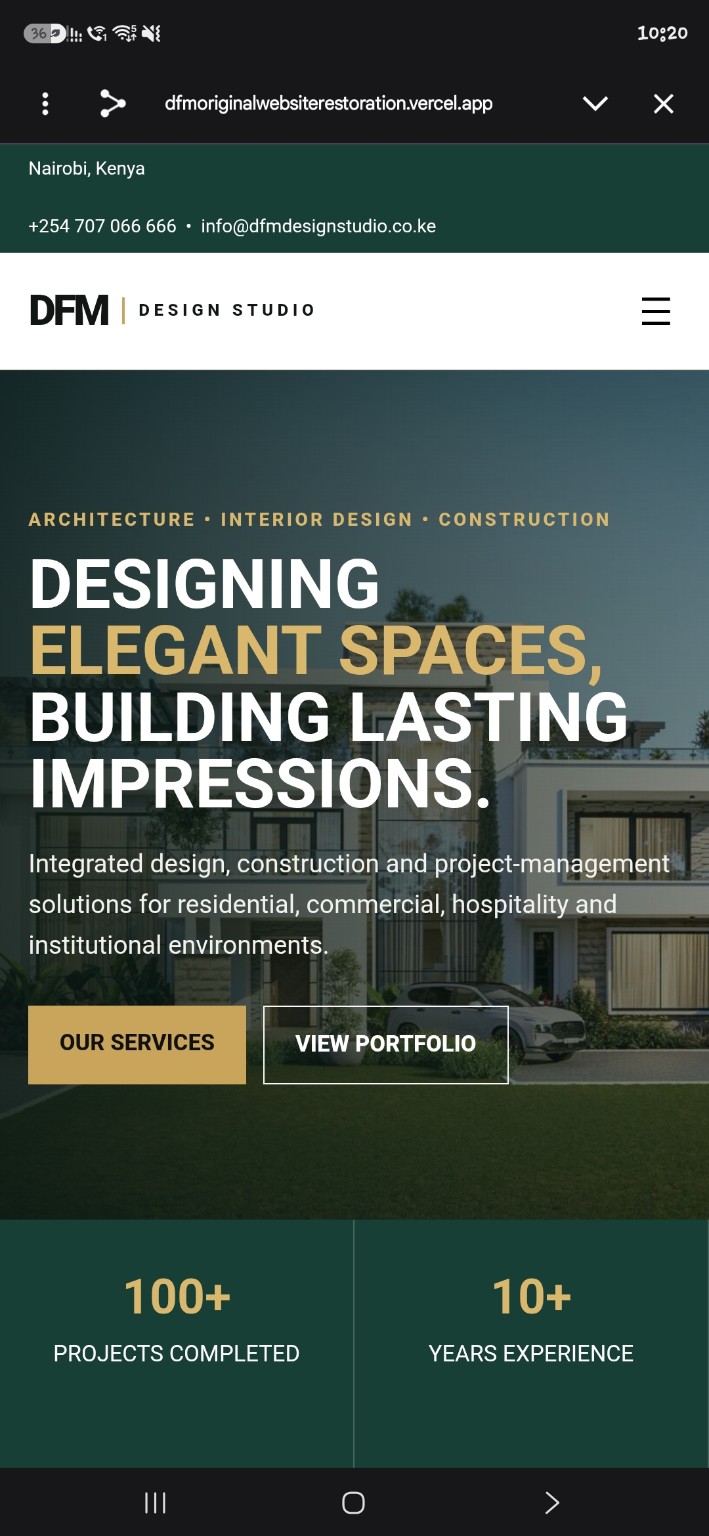 36
10:20
dfmoriginalwebsiterestoration.vercel.app
Nairobi, Kenya
+254 707 066 666 • info@dfmdesignstudio.co.ke
DFM | DESIGN STUDIO
ARCHITECTURE • INTERIOR DESIGN • CONSTRUCTION
DESIGNING
ELEGANT SPACES,
BUILDING LASTING
IMPRESSIONS.
Integrated design, construction and project-management
solutions for residential, commercial, hospitality and
institutional environments.
OUR SERVICES
VIEW PORTFOLIO
100+
PROJECTS COMPLETED
10+
YEARS EXPERIENCE